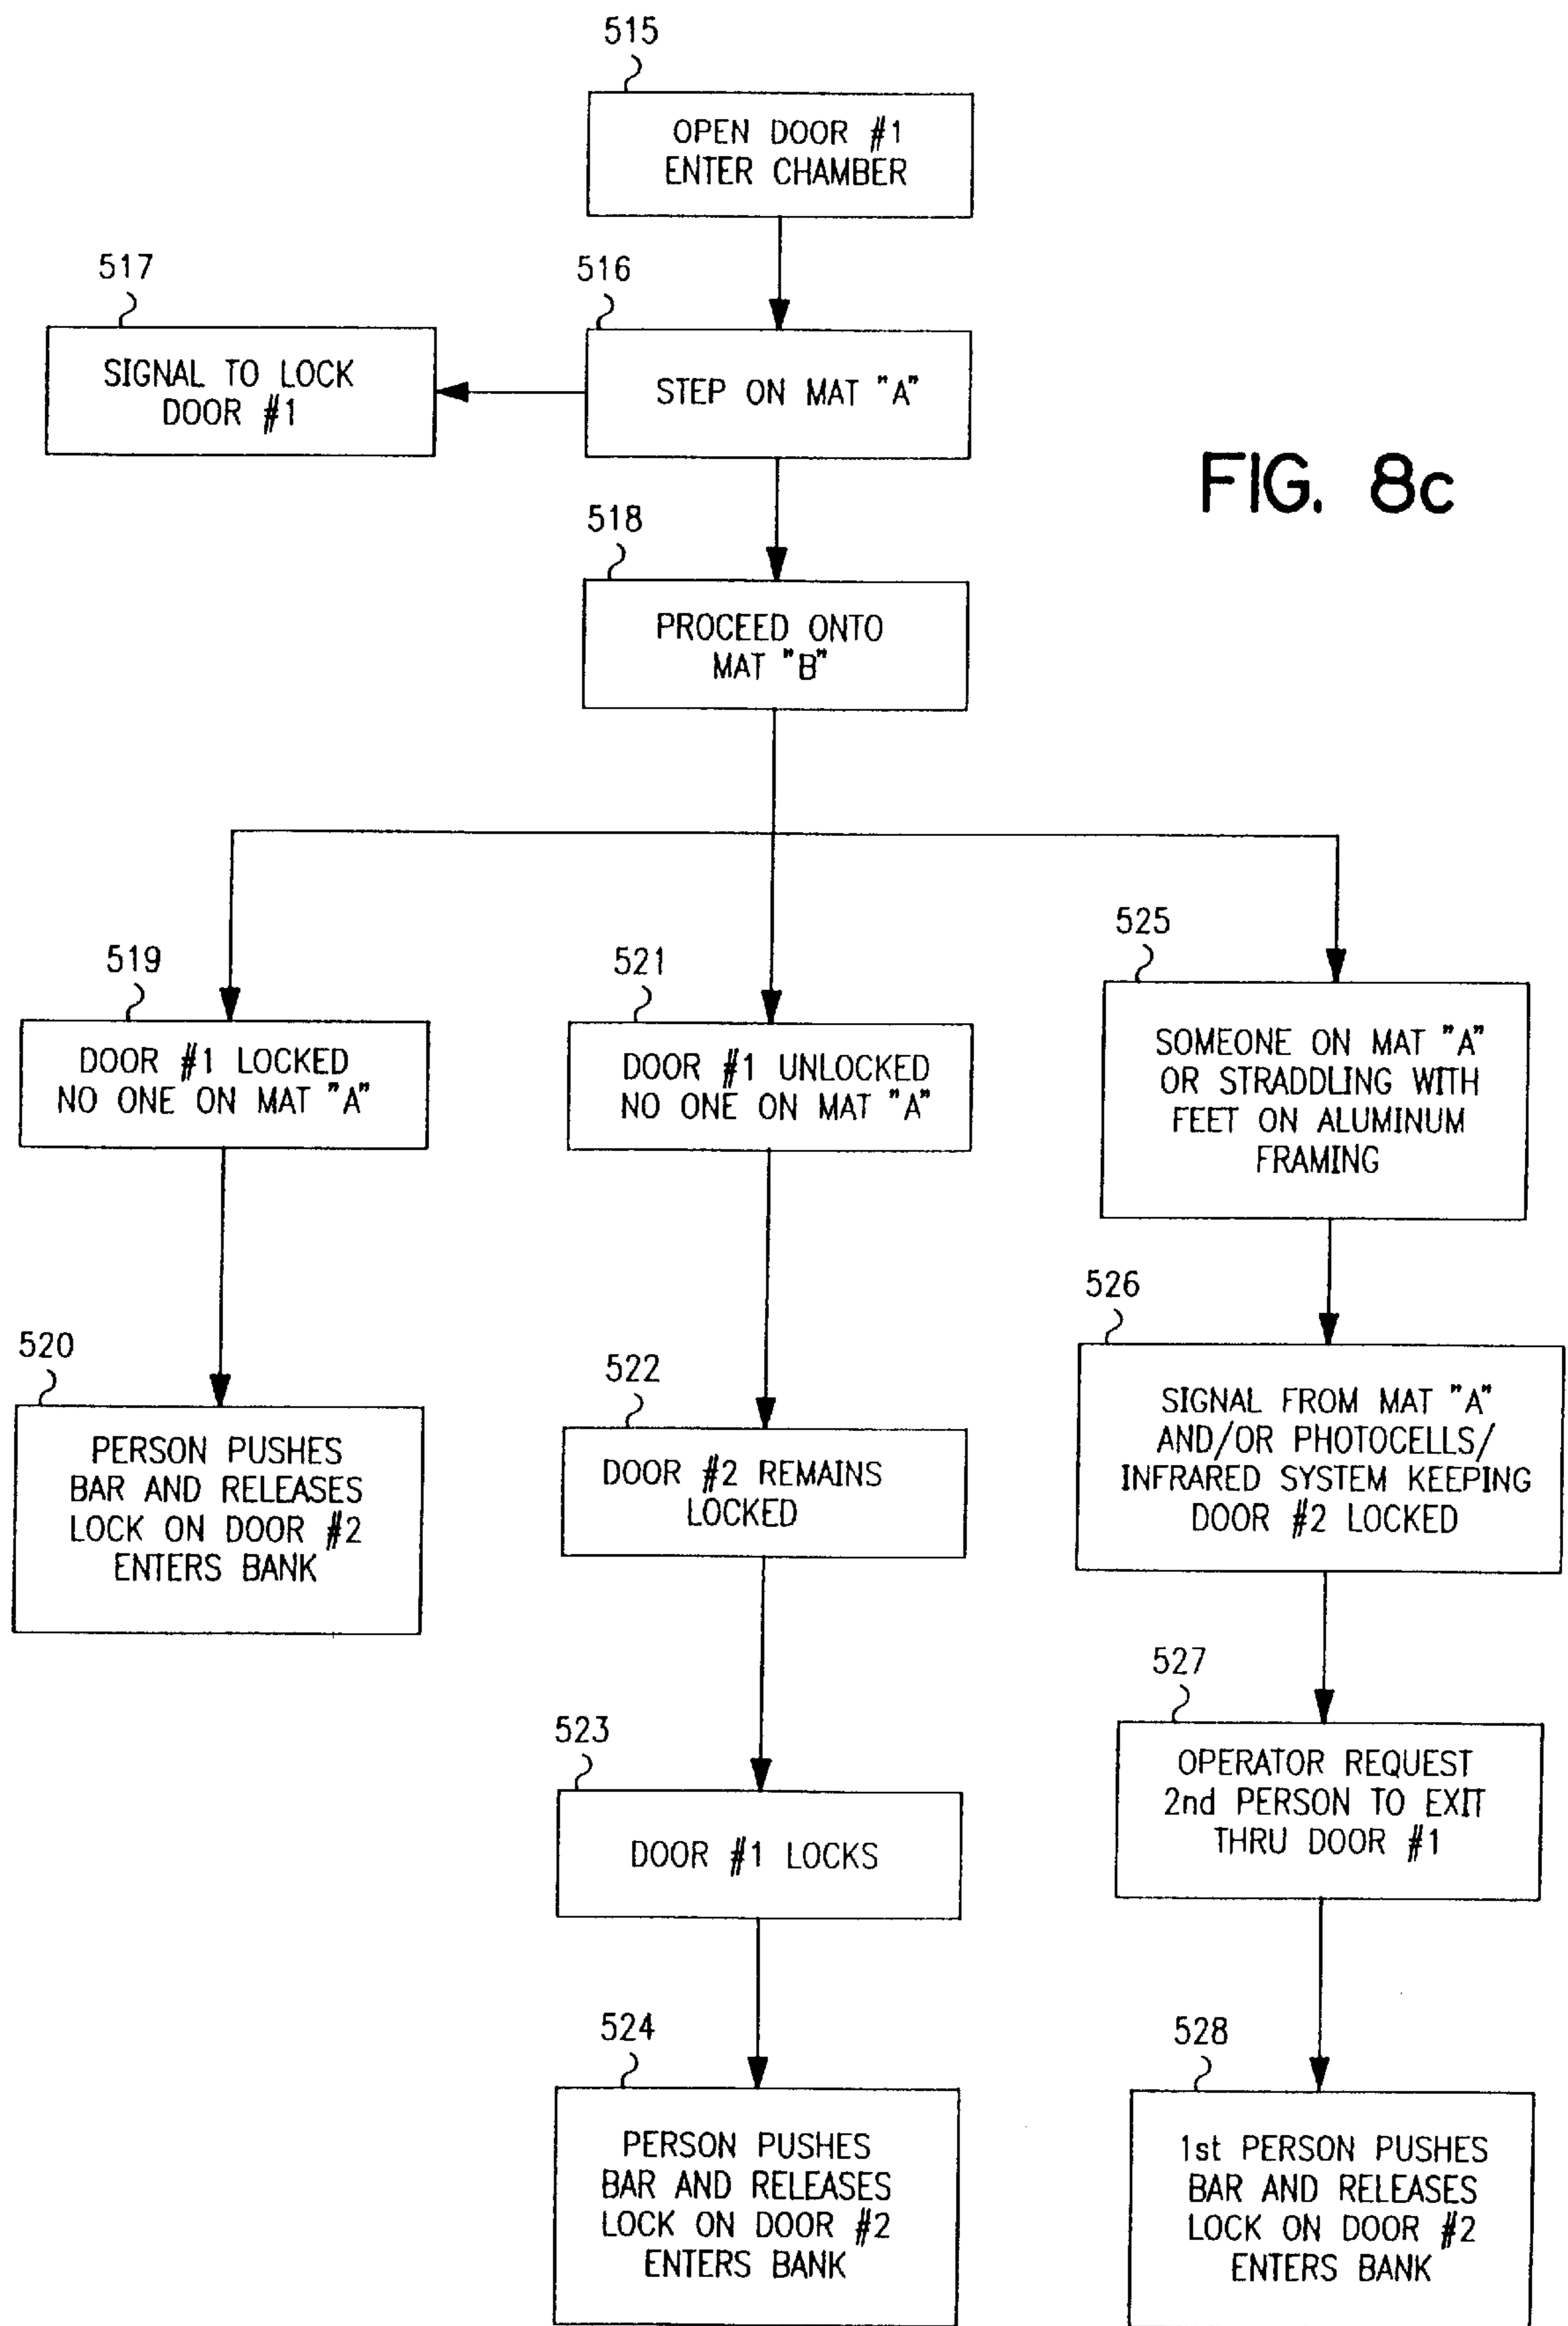 515
OPEN DOOR #1
ENTER CHAMBER
517
516
SIGNAL TO LOCK
DOOR #1
STEP ON MAT "A"
FIG. 8c
518
PROCEED ONTO
MAT "B"
519
DOOR #1 LOCKED
NO ONE ON MAT "A"
521
DOOR #1 UNLOCKED
NO ONE ON MAT "A"
525
SOMEONE ON MAT "A"
OR STRADDLING WITH
FEET ON ALUMINUM
FRAMING
520
PERSON PUSHES
BAR AND RELEASES
LOCK ON DOOR #2
ENTERS BANK
522
DOOR #2 REMAINS
LOCKED
526
SIGNAL FROM MAT "A"
AND/OR PHOTOCELLS/
INFRARED SYSTEM KEEPING
DOOR #2 LOCKED
523
DOOR #1 LOCKS
527
OPERATOR REQUEST
2nd PERSON TO EXIT
THRU DOOR #1
524
PERSON PUSHES
BAR AND RELEASES
LOCK ON DOOR #2
ENTERS BANK
528
1st PERSON PUSHES
BAR AND RELEASES
LOCK ON DOOR #2
ENTERS BANK